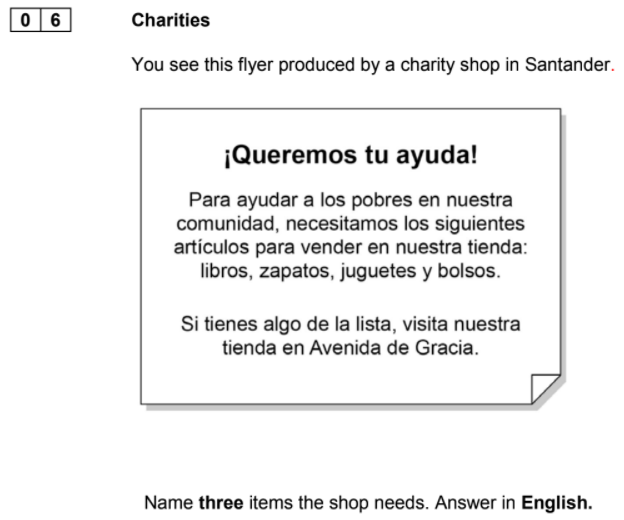 0 6 Charities
You see this flyer produced by a charity shop in Santander.
¡Queremos tu ayuda!
Para ayudar a los pobres en nuestra
comunidad, necesitamos los siguientes
artículos para vender en nuestra tienda:
libros, zapatos, juguetes y bolsos.
Si tienes algo de la lista, visita nuestra
tienda en Avenida de Gracia.
Name three items the shop needs. Answer in English.